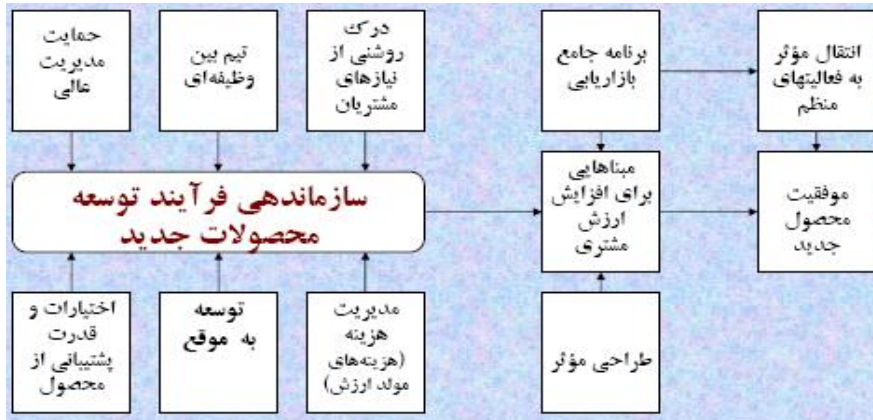 حمایت
مدیریت
عالی
تیم بین
وظیفه‌ای
درک
روشنی از
نیازهای
مشتریان
برنامه جامع
بازاریابی
انتقال مؤثر
به فعالیتهای
منظم
سازماندهی فرآیند توسعه
محصولات جدید
مبناهایی
برای افزایش
ارزش
مشتری
موفقیت
محصول
جدید
اختیارات و
قدرت
پشتیبانی از
محصول
توسعه
به موقع
مدیریت
هزینه
(هزینه‌های
مولد ارزش)
طراحی مؤثر